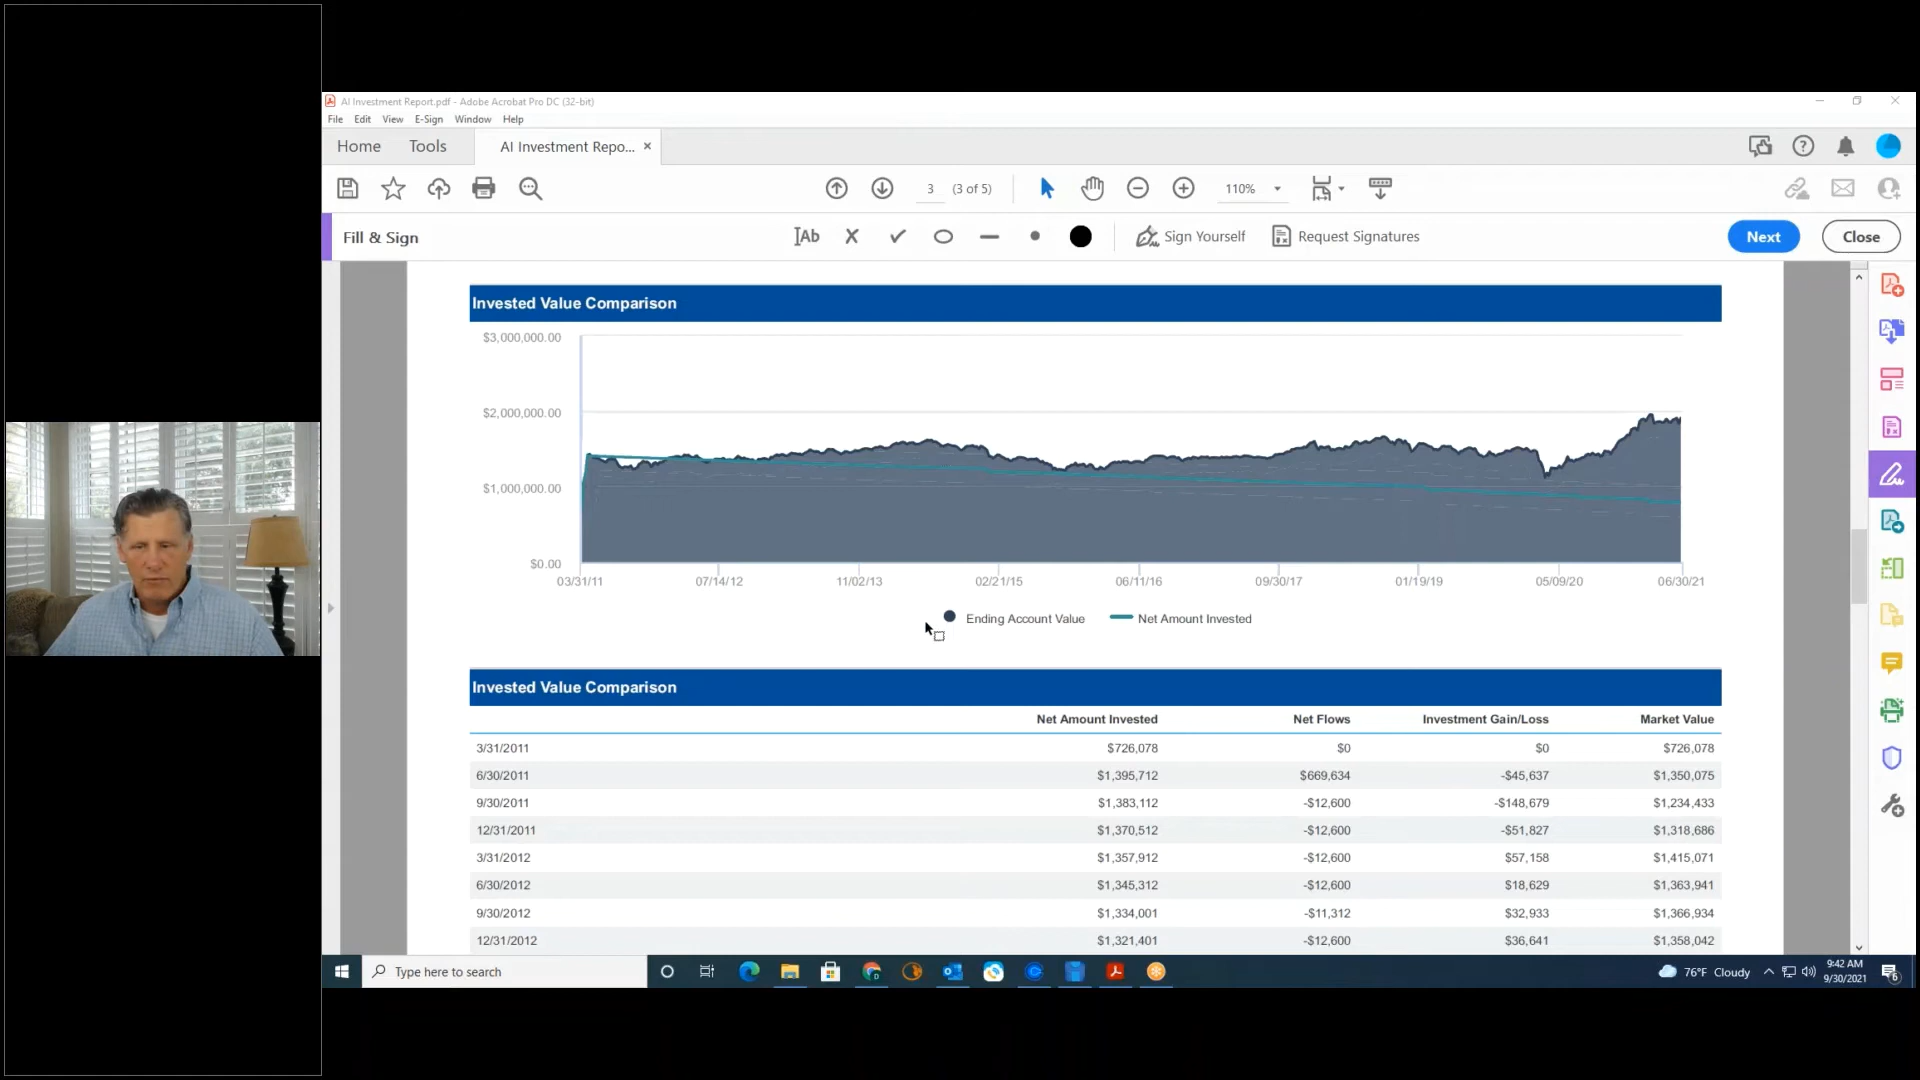 AI Investment Report.pdf - Adobe Acrobat Pro DC (32-bit)
File Edit View E-Sign Window Help
Home Tools AI Investment Repo... ×
3 (3 of 5) 110%
Fill & Sign Ab Sign Yourself Request Signatures Next Close
Invested Value Comparison
$3,000,000.00
$2,000,000.00
$1,000,000.00
$0.00
03/31/11 07/14/12 11/02/13 02/21/15 06/11/16 09/30/17 01/19/19 05/09/20 06/30/21
Ending Account Value Net Amount Invested
Invested Value Comparison
Net Amount Invested Net Flows Investment Gain/Loss Market Value
3/31/2011 $726,078 $0 $0 $726,078
6/30/2011 $1,395,712 $669,634 -$45,637 $1,350,075
9/30/2011 $1,383,112 -$12,600 -$148,679 $1,234,433
12/31/2011 $1,370,512 -$12,600 -$51,827 $1,318,686
3/31/2012 $1,357,912 -$12,600 $57,158 $1,415,071
6/30/2012 $1,345,312 -$12,600 $18,629 $1,363,941
9/30/2012 $1,334,001 -$11,312 $32,933 $1,366,934
12/31/2012 $1,321,401 -$12,600 $36,641 $1,358,042
Type here to search
76°F Cloudy
9:42 AM
9/30/2021
6